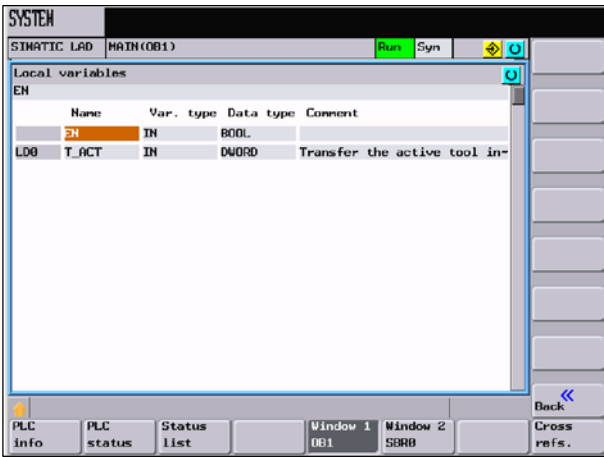 SYSTEM
SIMATIC LAD MAIN(OB1) Run Syn
Local variables
EN
Name Var. type Data type Comment
EN IN BOOL
LD0 T_ACT IN DWORD Transfer the active tool in~
Back
PLC info PLC status Status list Window 1 OB1 Window 2 SBR0 Cross refs.